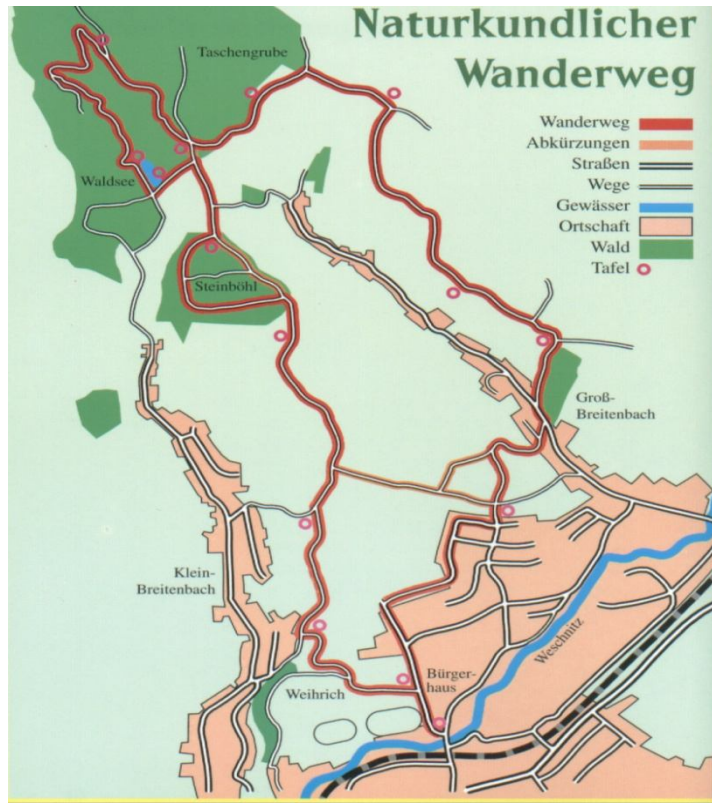 Naturkundlicher
Wanderweg
Taschengrube
Wanderweg
Abkürzungen
Straßen
Wege
Gewässer
Ortschaft
Wald
Tafel
Waldsee
Steinböhl
Groß-
Breitenbach
Klein-
Breitenbach
Weschnitz
Bürger-
haus
Weihrich